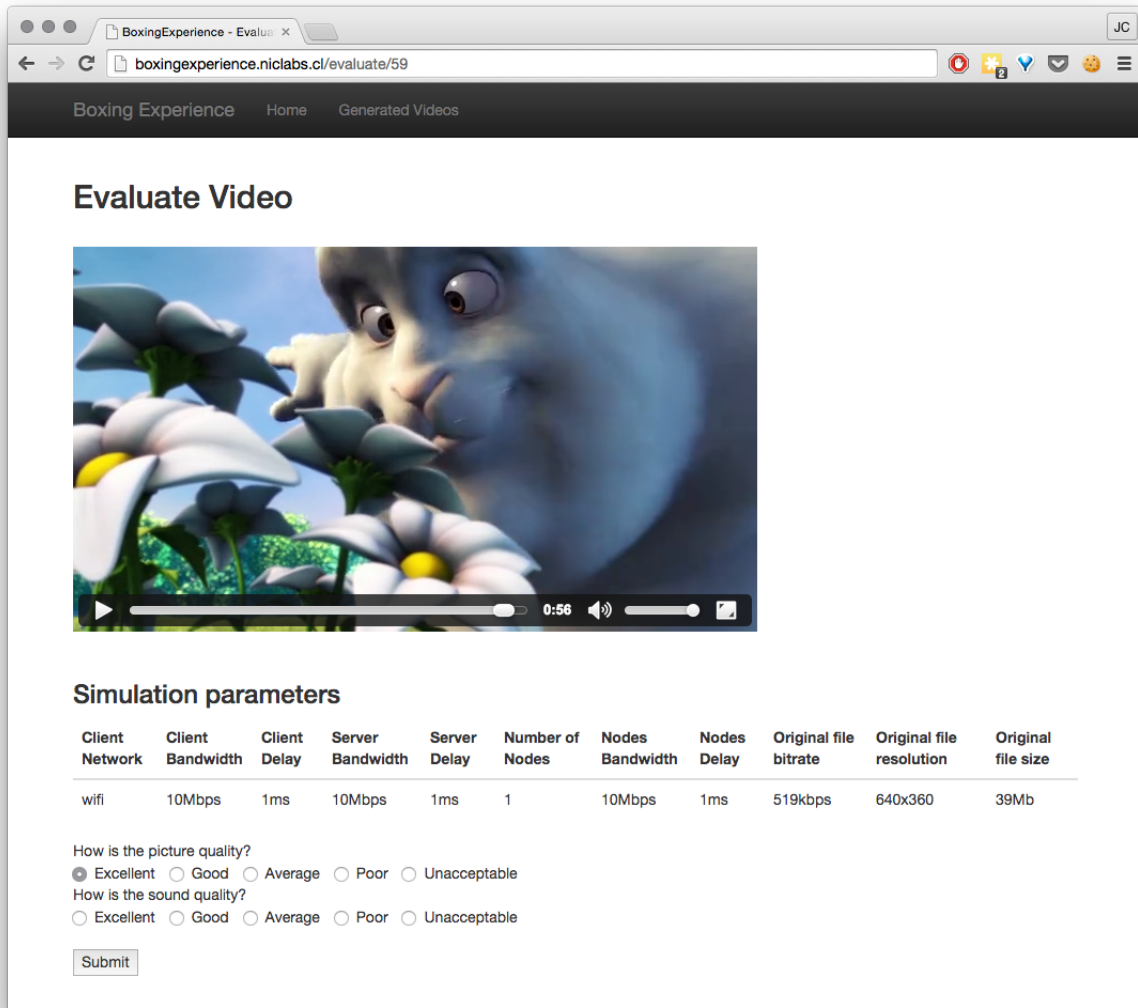 BoxingExperience - Evalua
JC
boxingexperience.niclabs.cl/evaluate/59
2
Boxing Experience Home Generated Videos
Evaluate Video
0:56
Simulation parameters
Client Network Client Bandwidth Client Delay Server Bandwidth Server Delay Number of Nodes Nodes Bandwidth Nodes Delay Original file bitrate Original file resolution Original file size
wifi 10Mbps 1ms 10Mbps 1ms 1 10Mbps 1ms 519kbps 640x360 39Mb
How is the picture quality?
Excellent Good Average Poor Unacceptable
How is the sound quality?
Excellent Good Average Poor Unacceptable
Submit